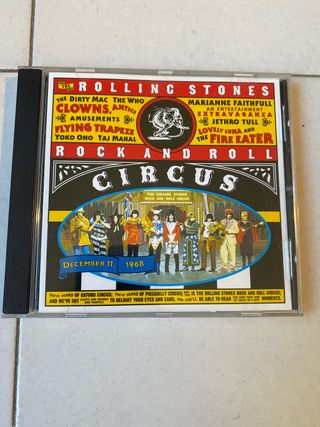 THE
ROLLING STONES
THE DIRTY MAC THE WHO
CLOWNS, ANTICS
AMUSEMENTS
FLYING TRAPEZE
YOKO ONO TAJ MAHAL
MARIANNE FAITHFULL
AN ENTERTAINMENT
EXTRAVAGANZA
JETHRO TULL
LOVELY LUNA AND
THE FIRE EATER
ROCK AND ROLL
CIRCUS
THE ROLLING STONES
ROCK AND ROLL CIRCUS
DECEMBER 11, 1968
YOU'VE HEARD OF OXFORD CIRCUS; YOU'VE HEARD OF PICCADILLY CIRCUS; IS THE ROLLING STONES ROCK AND ROLL CIRCUS;
AND WE'VE GOT TO DELIGHT YOUR EYES AND EARS; YOU'LL BE ABLE TO HEAR MOMENTS.